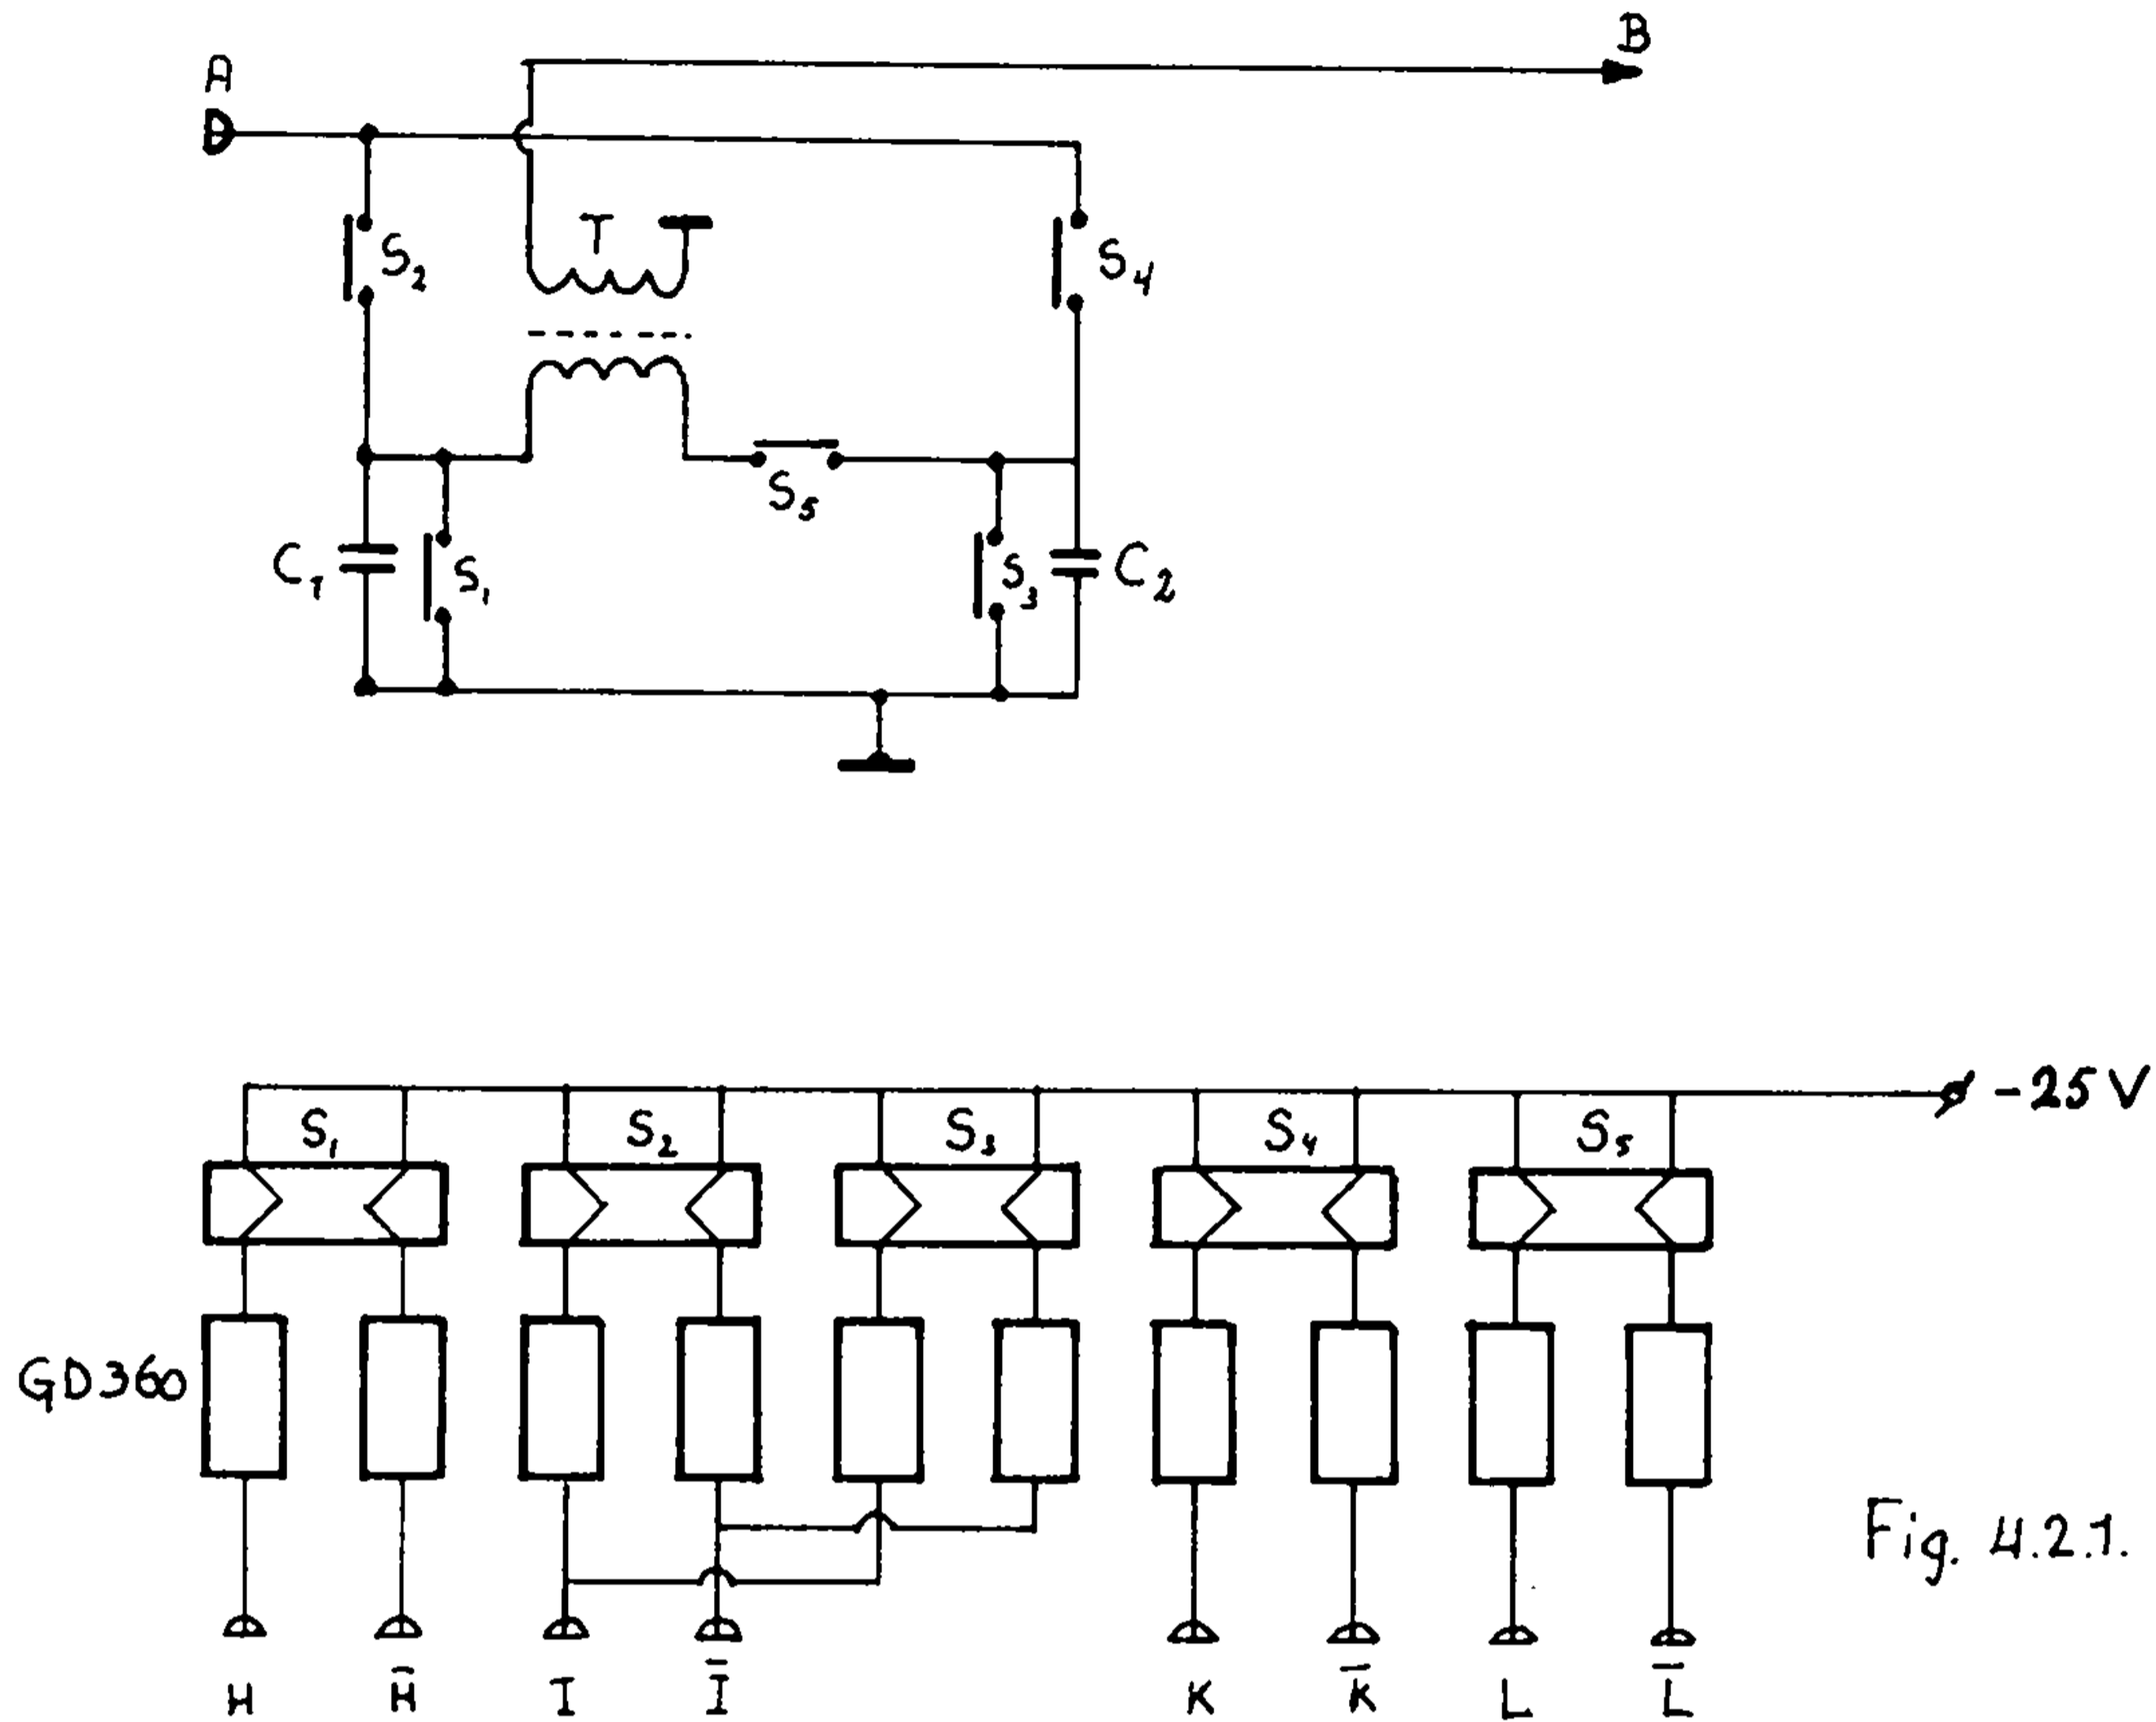 B
A
T
S₂
S₄
S₅
C₁
S₁
S₃
C₂
-25V
S₁ S₂ S₃ S₄ S₅
GD360
Fig. 4.2.1.
H H̄ I Ī K K̄ L L̄